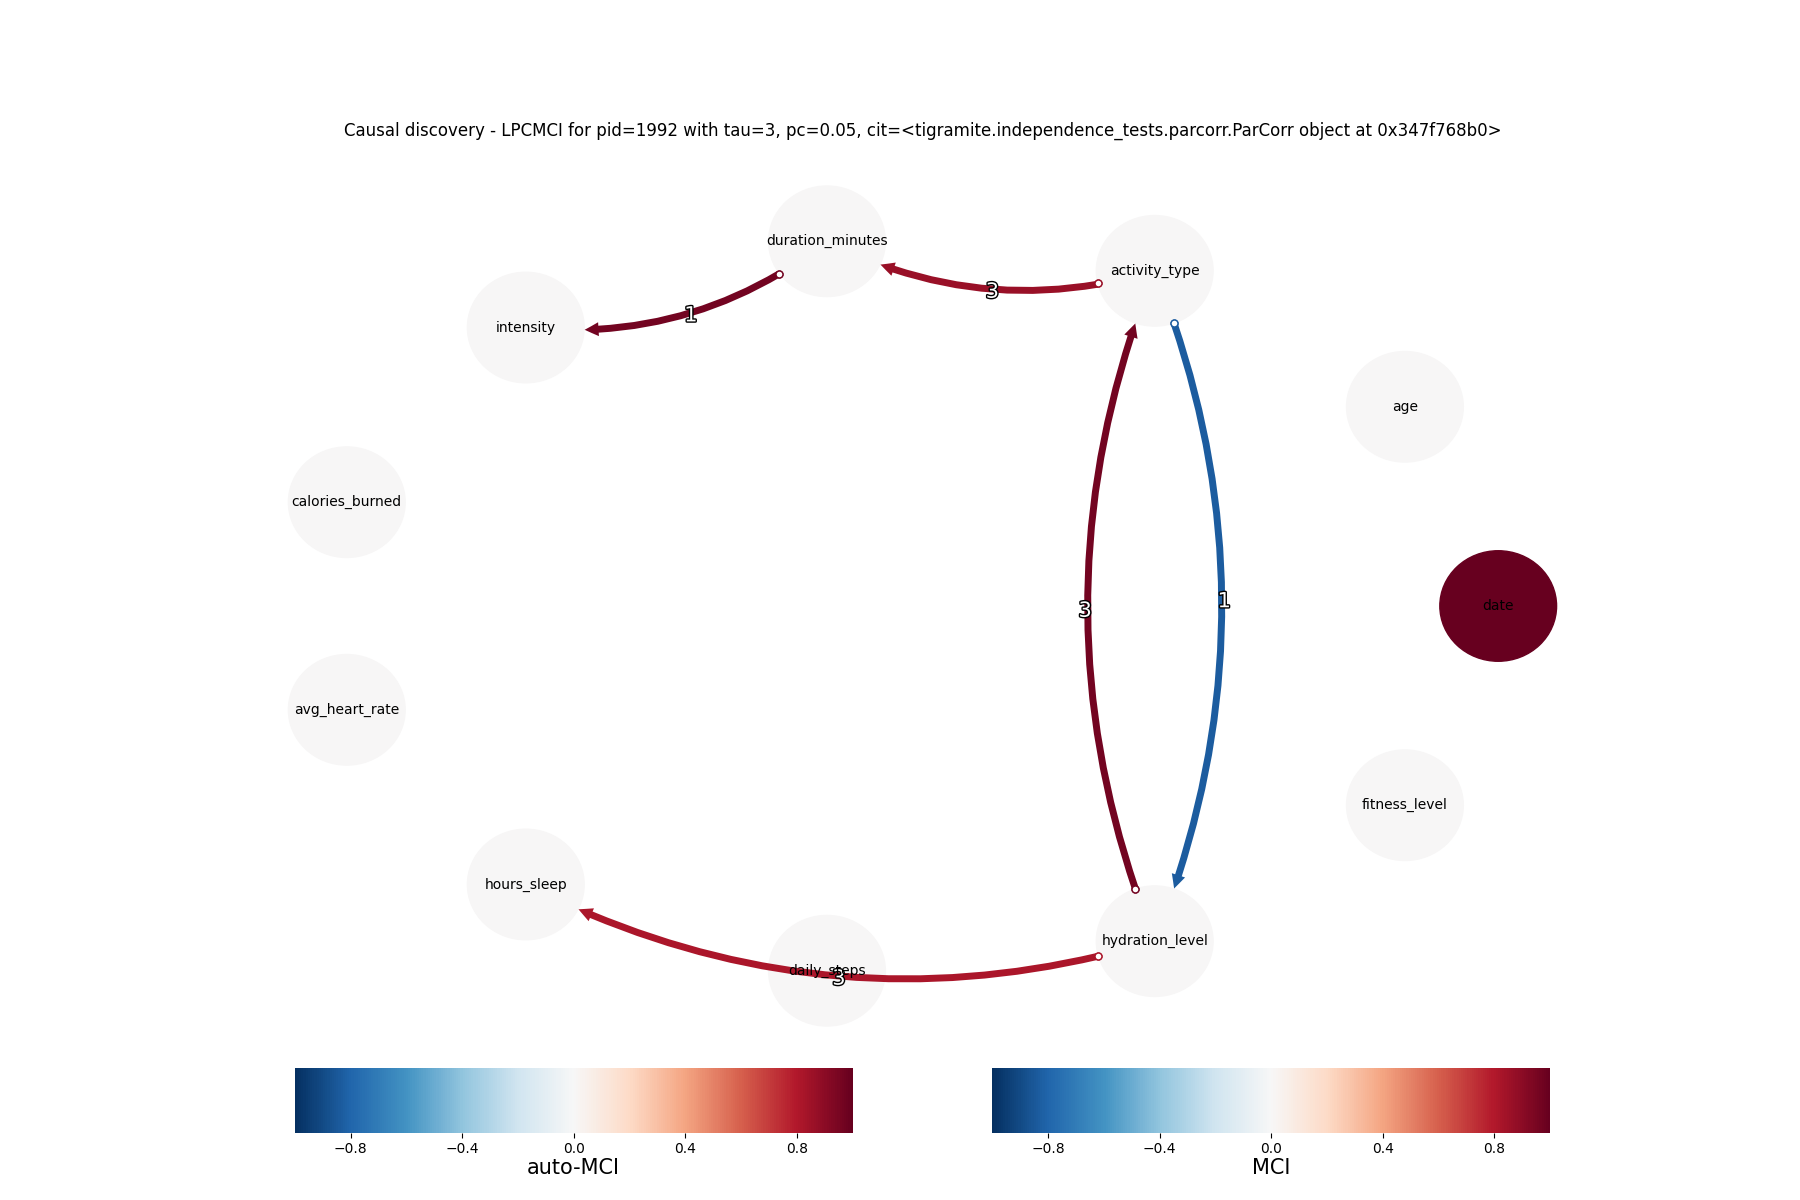 Causal discovery - LPCMCI for pid=1992 with tau=3, pc=0.05, cit=<tigramite.independence_tests.parcorr.ParCorr object at 0x347f768b0>
duration_minutes
activity_type
3
intensity
1
age
calories_burned
date
3
1
avg_heart_rate
fitness_level
hours_sleep
hydration_level
daily_steps
3
−0.8 −0.4 0.0 0.4 0.8
auto-MCI
−0.8 −0.4 0.0 0.4 0.8
MCI